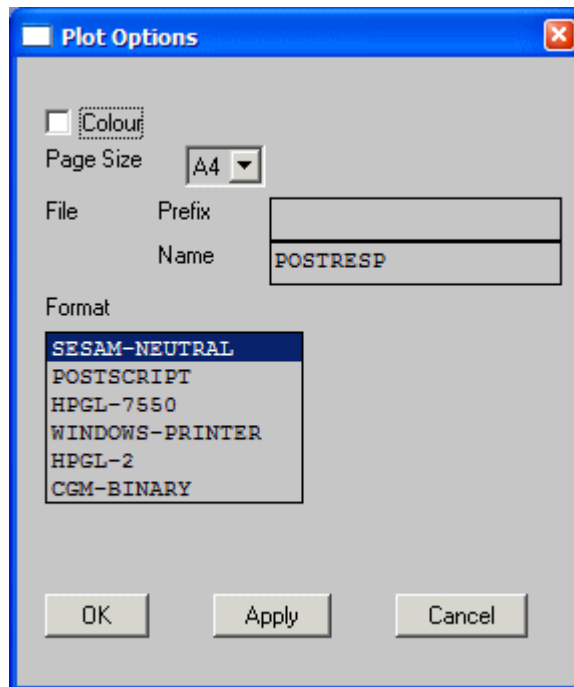 Plot Options
Colour
Page Size A4
File Prefix
Name POSTRESP
Format
SESAM-NEUTRAL
POSTSCRIPT
HPGL-7550
WINDOWS-PRINTER
HPGL-2
CGM-BINARY
OK Apply Cancel